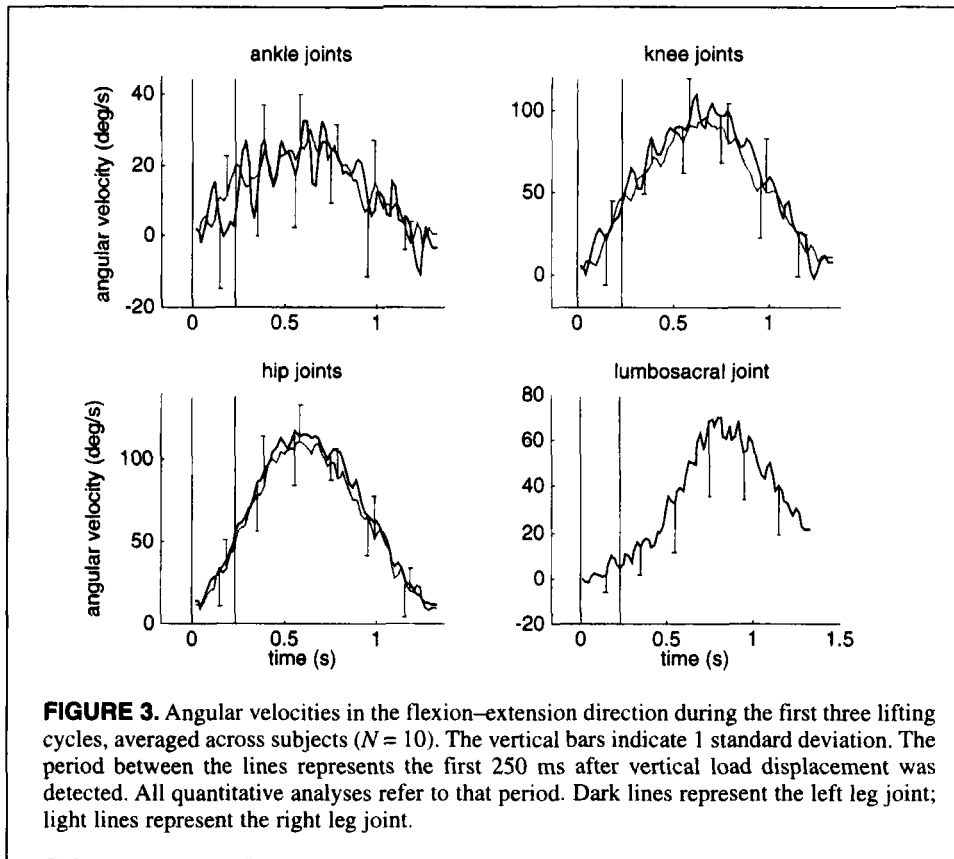 ankle joints
knee joints
angular velocity (deg/s)
40
20
0
-20
0
0.5
1
100
50
0
0
0.5
1
hip joints
lumbosacral joint
angular velocity (deg/s)
100
50
0
0
0.5
1
time (s)
80
60
40
20
0
-20
0
0.5
1
1.5
time (s)
FIGURE 3. Angular velocities in the flexion–extension direction during the first three lifting
cycles, averaged across subjects (N = 10). The vertical bars indicate 1 standard deviation. The
period between the lines represents the first 250 ms after vertical load displacement was
detected. All quantitative analyses refer to that period. Dark lines represent the left leg joint;
light lines represent the right leg joint.